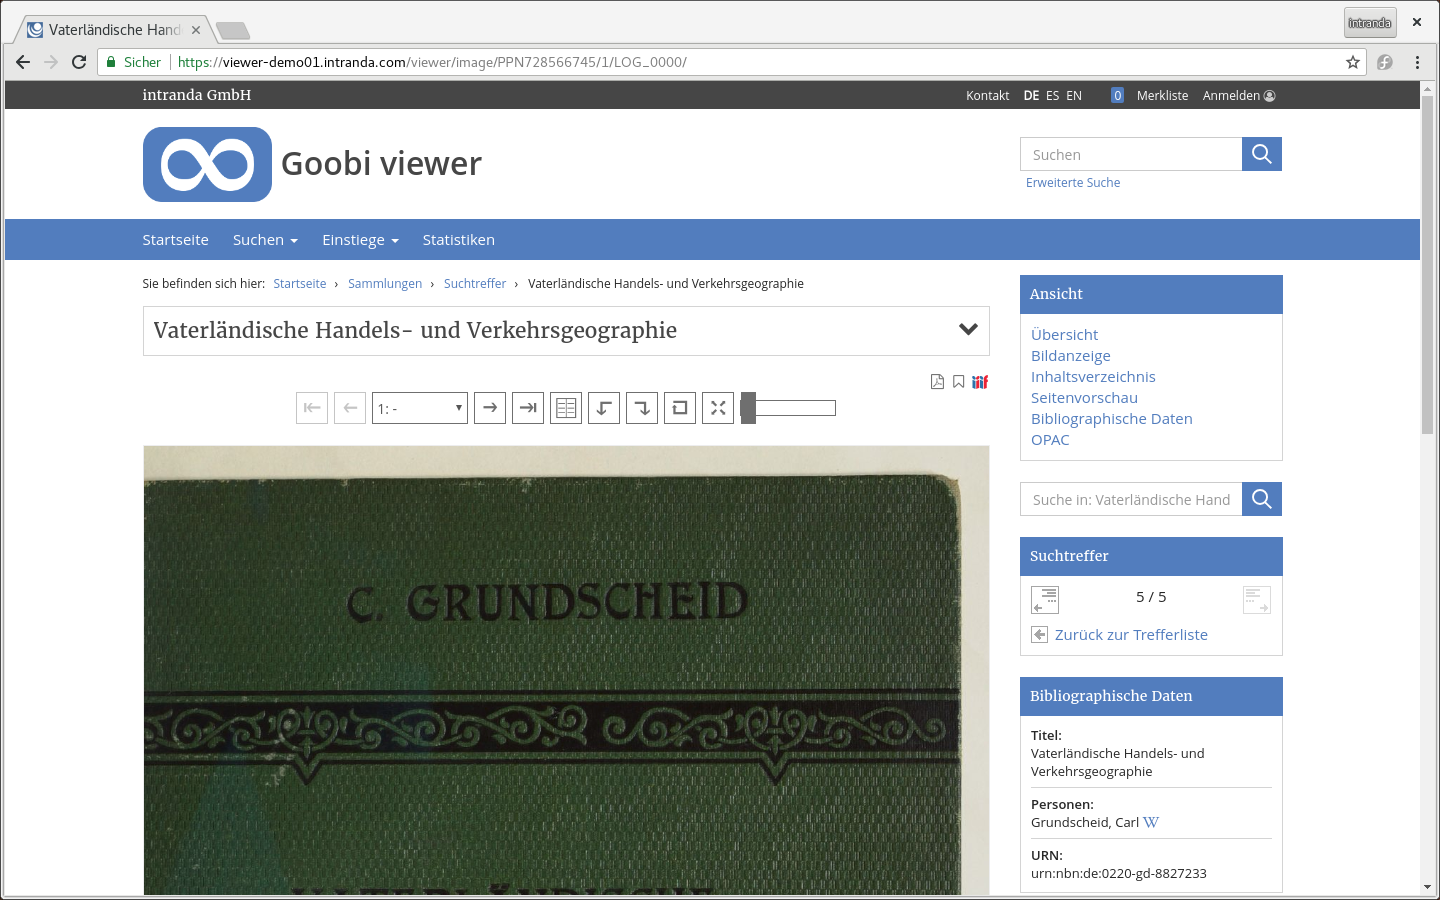 Vaterländische Hand
intranda
Sicher
https://viewer-demo01.intranda.com/viewer/image/PPN728566745/1/LOG_0000/
intranda GmbH
Kontakt DE ES EN 0 Merkliste Anmelden
Goobi viewer
Suchen
Erweiterte Suche
Startseite Suchen Einstiege Statistiken
Sie befinden sich hier: Startseite › Sammlungen › Suchtreffer › Vaterländische Handels- und Verkehrsgeographie
Vaterländische Handels- und Verkehrsgeographie
iiif
1: -
C. GRUNDSCHEID
VATERLÄNDISCHE
Ansicht
Übersicht
Bildanzeige
Inhaltsverzeichnis
Seitenvorschau
Bibliographische Daten
OPAC
Suche in: Vaterländische Hand
Suchtreffer
5 / 5
Zurück zur Trefferliste
Bibliographische Daten
Titel:
Vaterländische Handels- und
Verkehrsgeographie
Personen:
Grundscheid, Carl W
URN:
urn:nbn:de:0220-gd-8827233